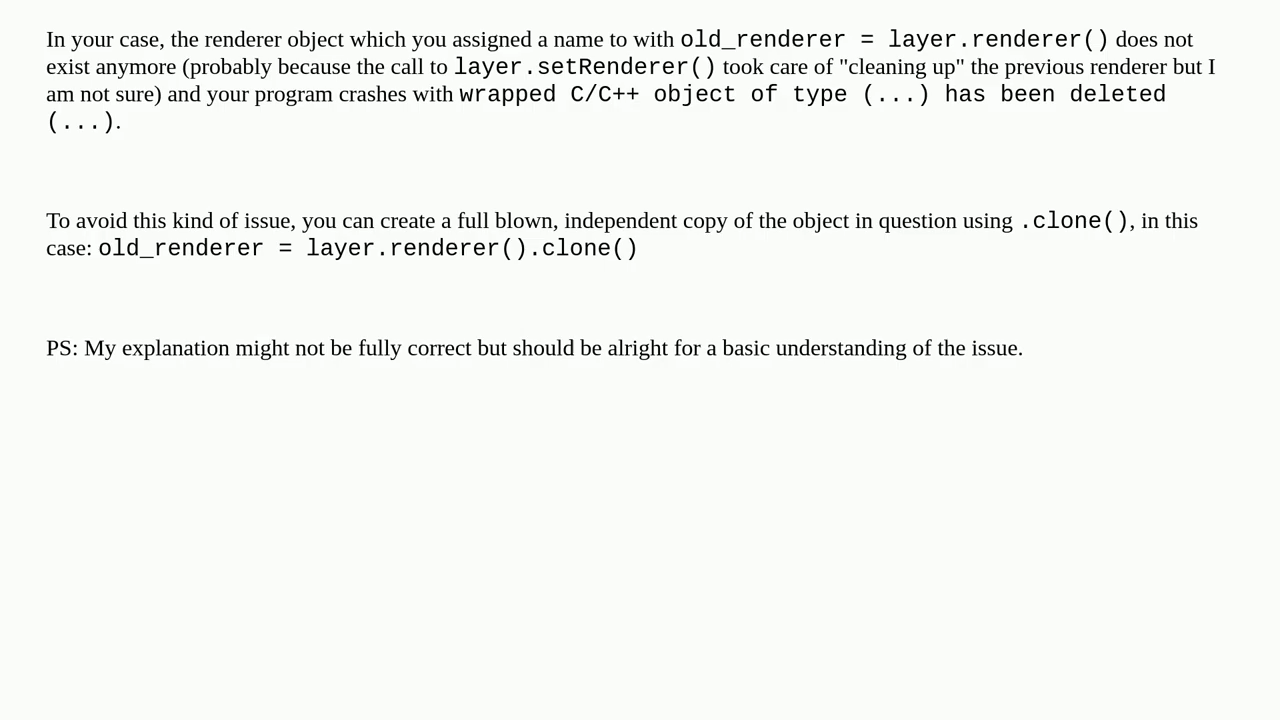 In your case, the renderer object which you assigned a name to with old_renderer = layer.renderer() does not
exist anymore (probably because the call to layer.setRenderer() took care of "cleaning up" the previous renderer but I
am not sure) and your program crashes with wrapped C/C++ object of type (...) has been deleted
(...).
To avoid this kind of issue, you can create a full blown, independent copy of the object in question using .clone(), in this
case: old_renderer = layer.renderer().clone()
PS: My explanation might not be fully correct but should be alright for a basic understanding of the issue.